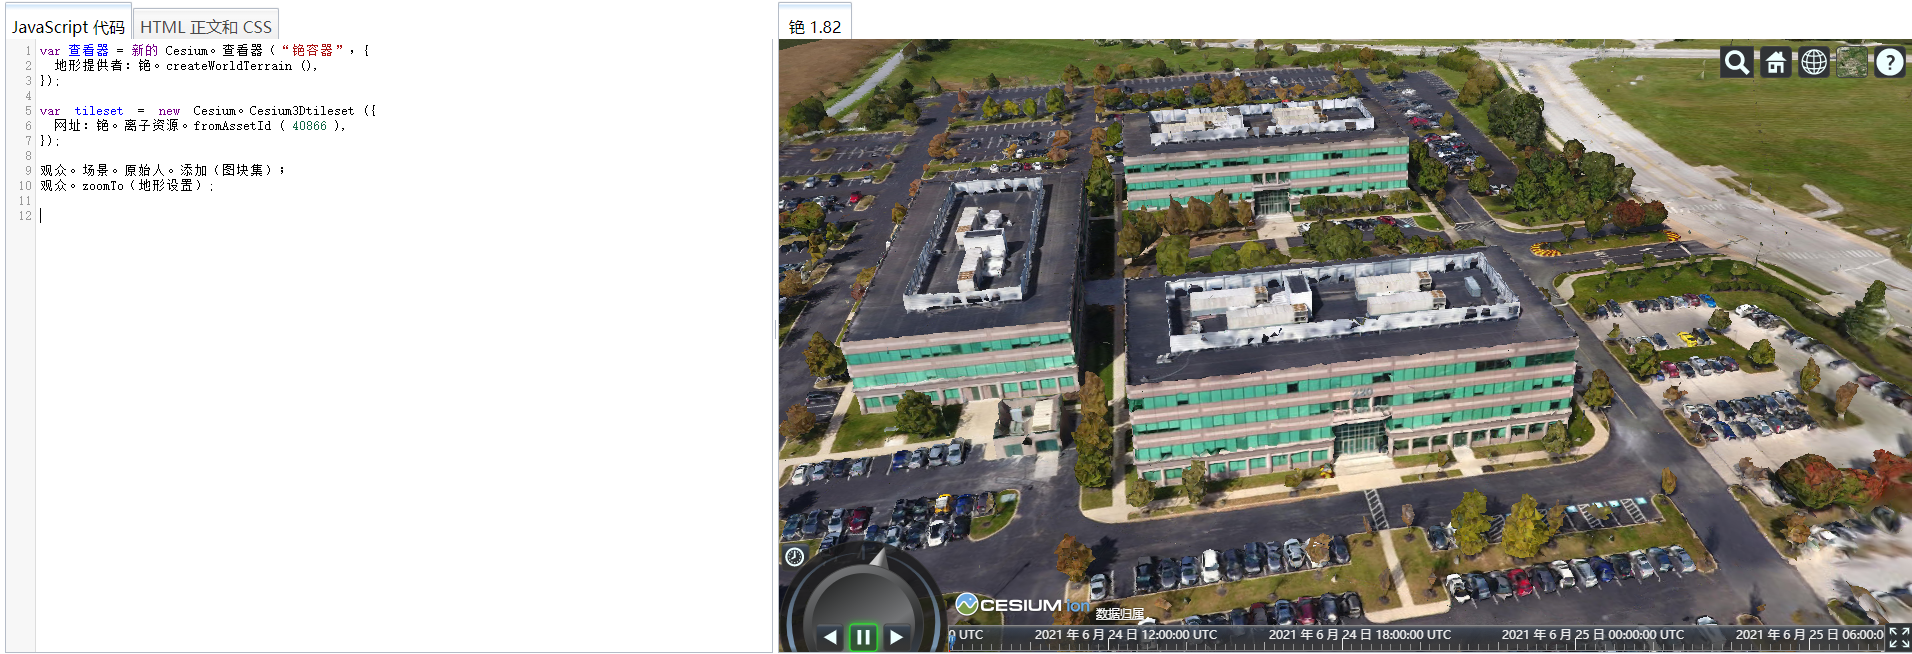 JavaScript 代码
HTML 正文和 CSS
铯 1.82
1 var 查看器 = 新的 Cesium。查看器（“铯容器”，{
2 地形提供者：铯。createWorldTerrain (),
3 });
4
5 var tileset = new Cesium。Cesium3Dtileset ({
6 网址：铯。离子资源。fromAssetId ( 40866 ),
7 });
8
9 观众。场景。原始人。添加（图块集）；
10 观众。zoomTo（地形设置）；
11
12
220
CESIUM ion 数据归属
0 UTC
2021 年 6 月 24 日 12:00:00 UTC
2021 年 6 月 24 日 18:00:00 UTC
2021 年 6 月 25 日 00:00:00 UTC
2021 年 6 月 25 日 06:00:0